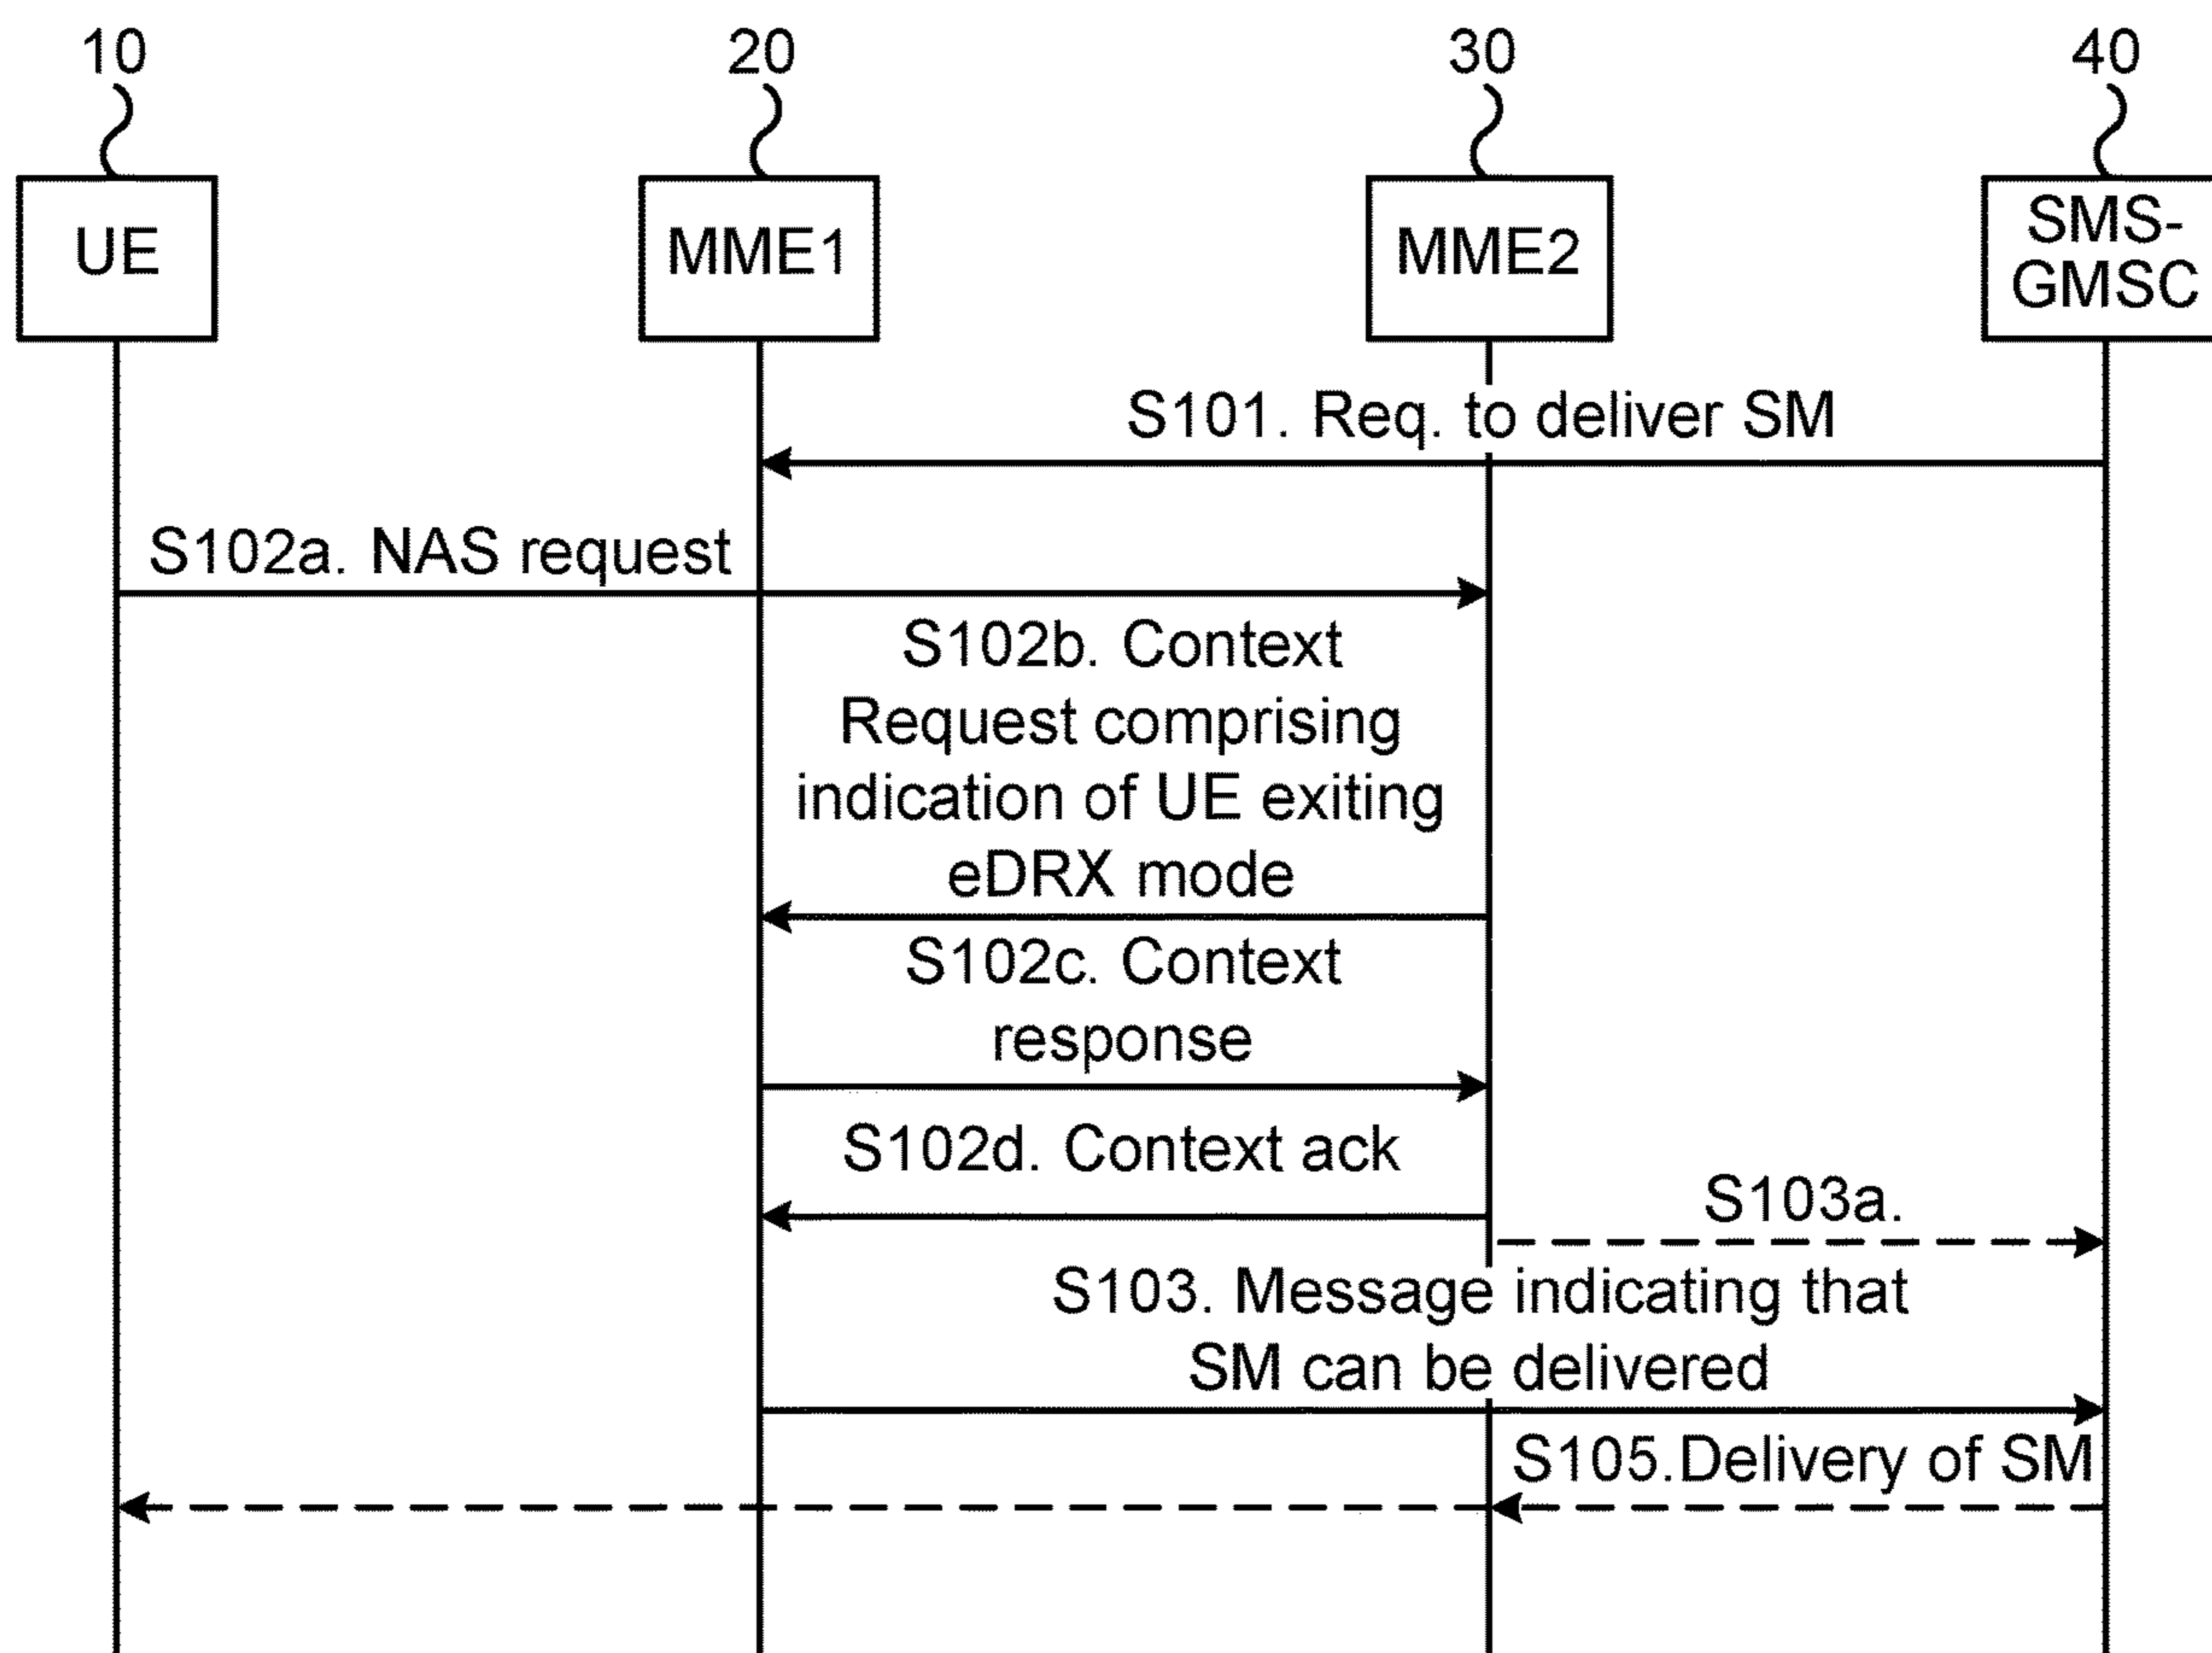 10
20
30
40
UE
MME1
MME2
SMS-
GMSC
S101. Req. to deliver SM
S102a. NAS request
S102b. Context
Request comprising
indication of UE exiting
eDRX mode
S102c. Context
response
S102d. Context ack
S103a.
S103. Message indicating that
SM can be delivered
S105.Delivery of SM